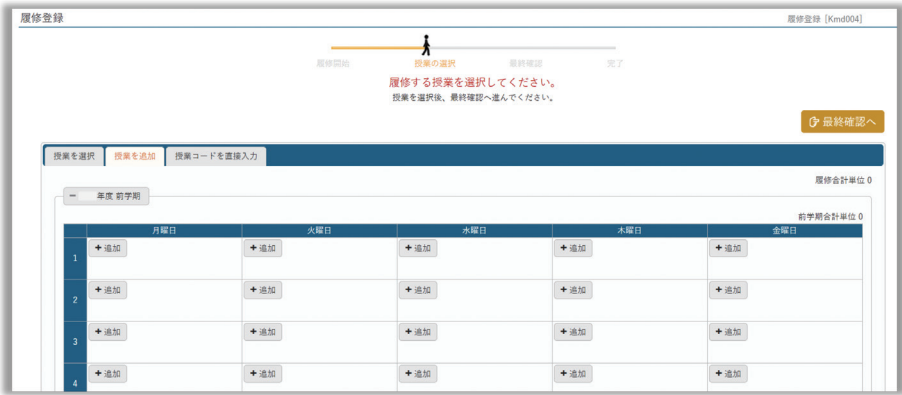 履修登録
履修登録 [Kmd004]
履修開始 授業の選択 最終確認 完了
履修する授業を選択してください。
授業を選択後、最終確認へ進んでください。
最終確認へ
授業を選択 授業を追加 授業コードを直接入力
履修合計単位 0
年度 前学期
前学期合計単位 0
月曜日 火曜日 水曜日 木曜日 金曜日
1 +追加 +追加 +追加 +追加 +追加
2 +追加 +追加 +追加 +追加 +追加
3 +追加 +追加 +追加 +追加 +追加
4 +追加 +追加 +追加 +追加 +追加